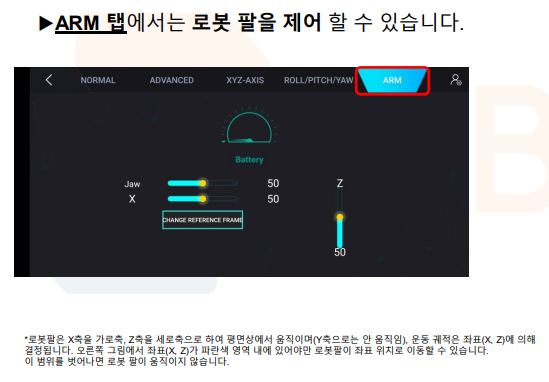 ▶ARM 탭에서는 로봇 팔을 제어 할 수 있습니다.
NORMAL ADVANCED XYZ-AXIS ROLL/PITCH/YAW ARM
Battery
Jaw 50 Z
X 50
CHANGE REFERENCE FRAME
50
*로봇팔은 X축을 가로축, Z축을 세로축으로 하여 평면상에서 움직이며(Y축으로는 안 움직임), 운동 궤적은 좌표(X, Z)에 의해
결정됩니다. 오른쪽 그림에서 좌표(X, Z)가 파란색 영역 내에 있어야만 로봇팔이 좌표 위치로 이동할 수 있습니다.
이 범위를 벗어나면 로봇 팔이 움직이지 않습니다.